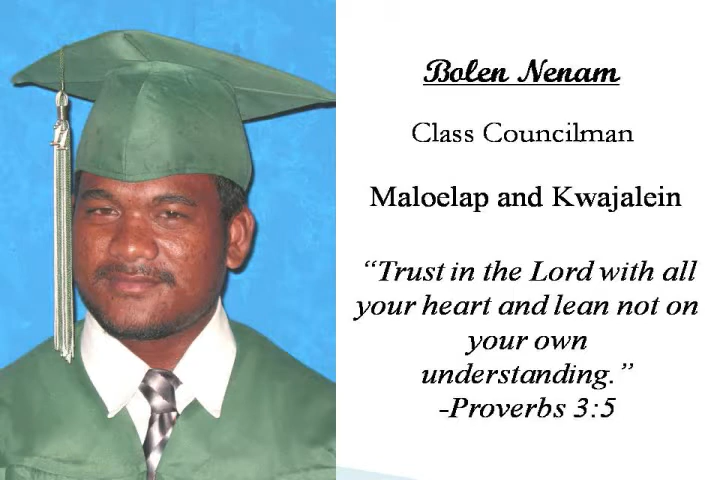 Bolen Nenam
Class Councilman
Maloelap and Kwajalein
“Trust in the Lord with all
your heart and lean not on
your own
understanding.”
-Proverbs 3:5